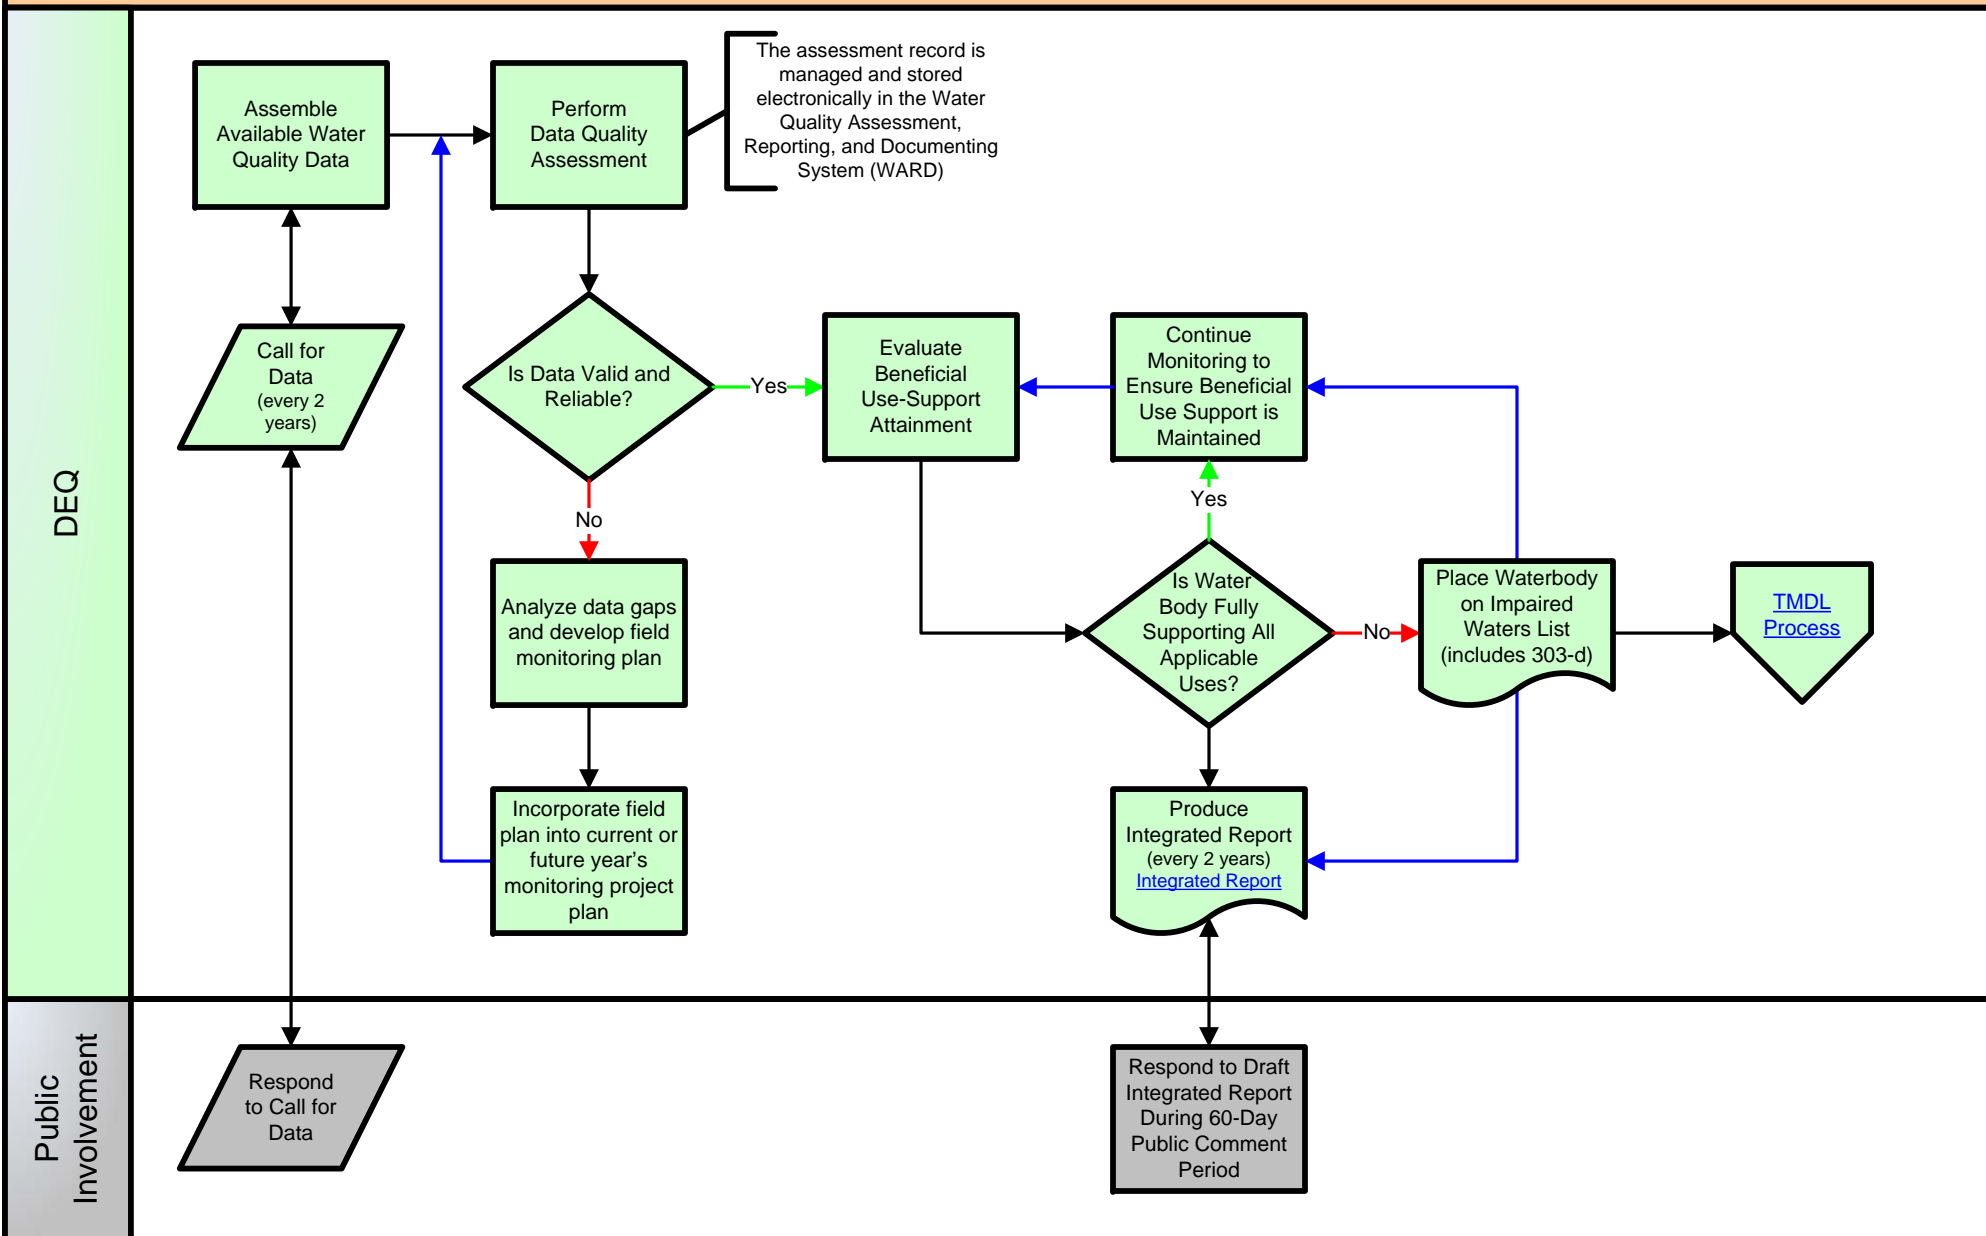 DEQ
Assemble
Available Water
Quality Data
Perform
Data Quality
Assessment
The assessment record is
managed and stored
electronically in the Water
Quality Assessment,
Reporting, and Documenting
System (WARD)
Call for
Data
(every 2
years)
Is Data Valid and
Reliable?
Yes
Evaluate
Beneficial
Use-Support
Attainment
Continue
Monitoring to
Ensure Beneficial
Use Support is
Maintained
Yes
No
Analyze data gaps
and develop field
monitoring plan
Is Water
Body Fully
Supporting All
Applicable
Uses?
No
Place Waterbody
on Impaired
Waters List
(includes 303-d)
TMDL
Process
Incorporate field
plan into current or
future year’s
monitoring project
plan
Produce
Integrated Report
(every 2 years)
Integrated Report
Public
Involvement
Respond
to Call for
Data
Respond to Draft
Integrated Report
During 60-Day
Public Comment
Period